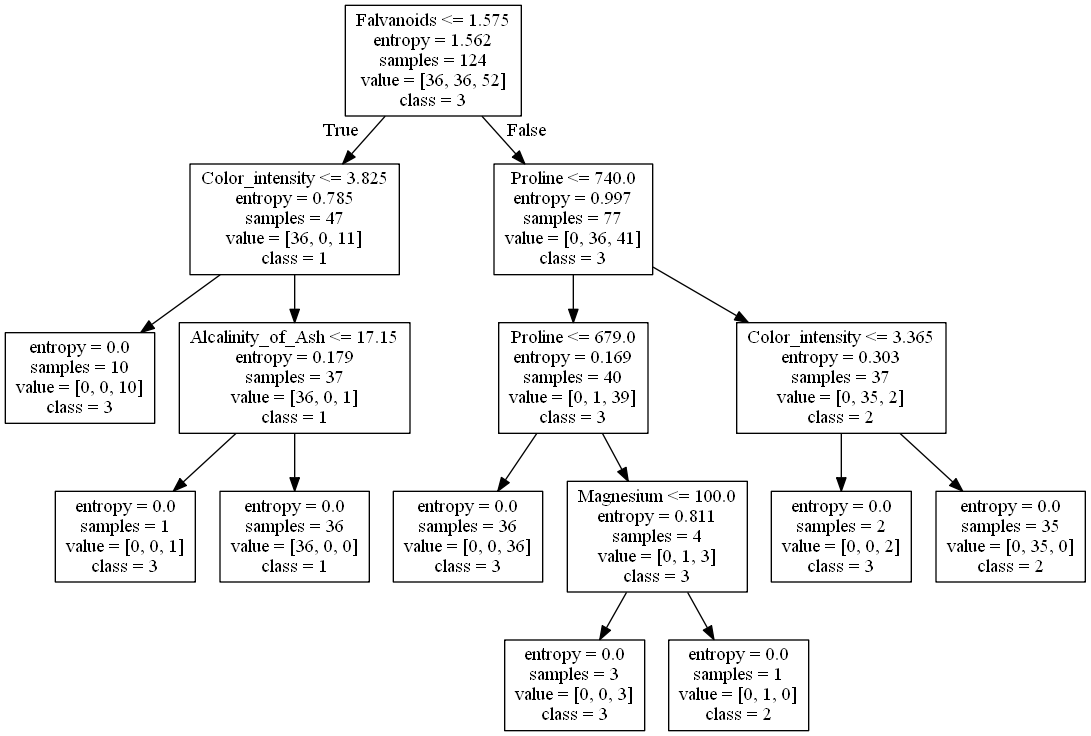 Falvanoids <= 1.575
entropy = 1.562
samples = 124
value = [36, 36, 52]
class = 3
True
False
Color_intensity <= 3.825
entropy = 0.785
samples = 47
value = [36, 0, 11]
class = 1
Proline <= 740.0
entropy = 0.997
samples = 77
value = [0, 36, 41]
class = 3
entropy = 0.0
samples = 10
value = [0, 0, 10]
class = 3
Alcalinity_of_Ash <= 17.15
entropy = 0.179
samples = 37
value = [36, 0, 1]
class = 1
Proline <= 679.0
entropy = 0.169
samples = 40
value = [0, 1, 39]
class = 3
Color_intensity <= 3.365
entropy = 0.303
samples = 37
value = [0, 35, 2]
class = 2
entropy = 0.0
samples = 1
value = [0, 0, 1]
class = 3
entropy = 0.0
samples = 36
value = [36, 0, 0]
class = 1
entropy = 0.0
samples = 36
value = [0, 0, 36]
class = 3
Magnesium <= 100.0
entropy = 0.811
samples = 4
value = [0, 1, 3]
class = 3
entropy = 0.0
samples = 2
value = [0, 0, 2]
class = 3
entropy = 0.0
samples = 35
value = [0, 35, 0]
class = 2
entropy = 0.0
samples = 3
value = [0, 0, 3]
class = 3
entropy = 0.0
samples = 1
value = [0, 1, 0]
class = 2